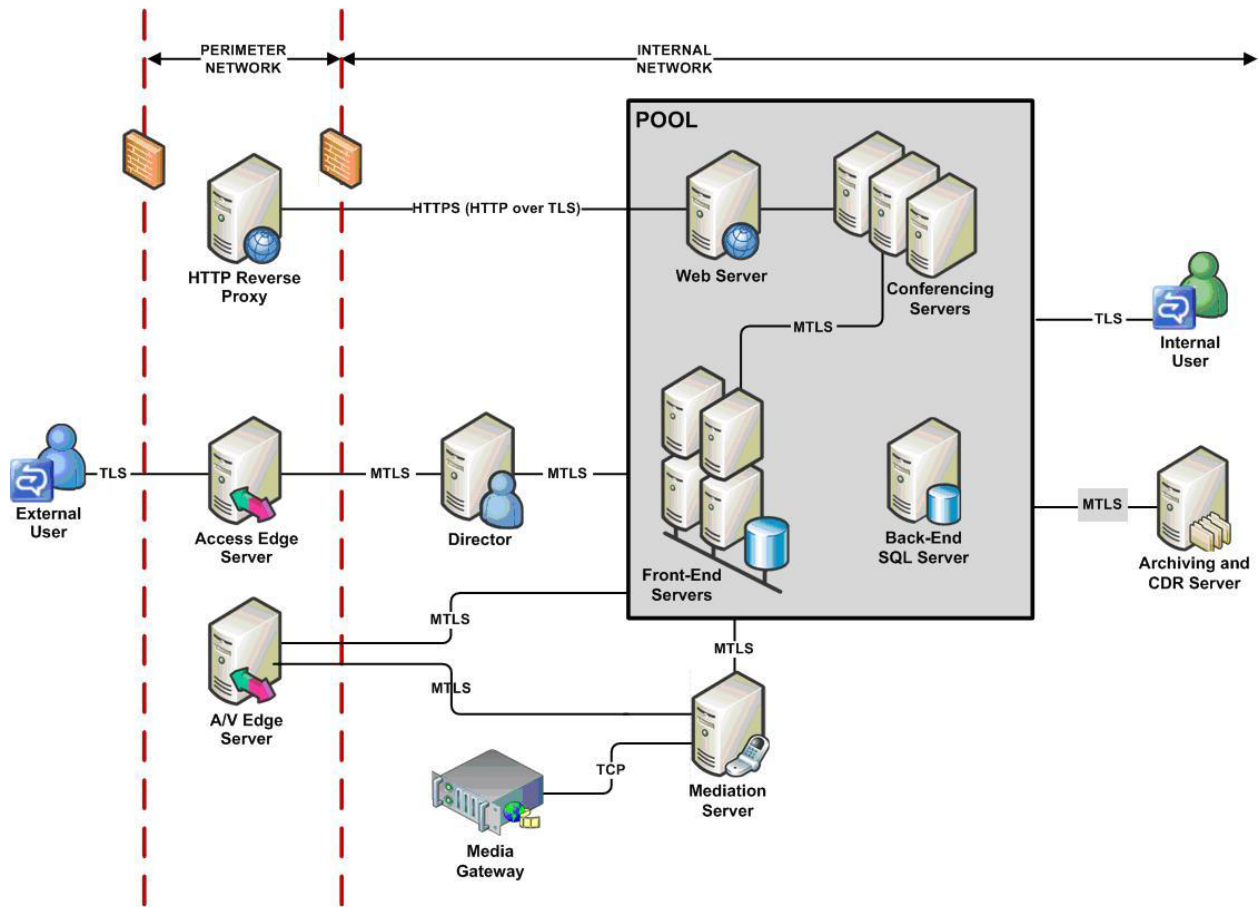 PERIMETER
NETWORK
INTERNAL
NETWORK
POOL
HTTPS (HTTP over TLS)
HTTP Reverse
Proxy
Web Server
Conferencing
Servers
MTLS
TLS
Internal
User
TLS
MTLS
MTLS
External
User
Access Edge
Server
Director
Front-End
Servers
Back-End
SQL Server
MTLS
Archiving and
CDR Server
MTLS
MTLS
MTLS
A/V Edge
Server
TCP
Mediation
Server
Media
Gateway